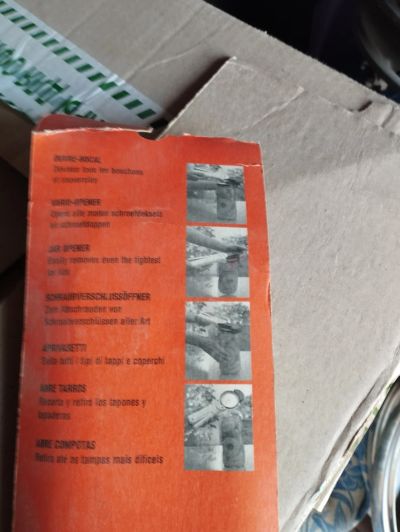 OUVRE-BOCAL
Dévisse tous les bouchons
et couvercles
VARIO-OPENER
Opent alle maten schroefdeksels
en schroefdoppen
JAR OPENER
Easily removes even the tightest
jar lids
SCHRAUBVERSCHLUSSÖFFNER
Zum Abschrauben von
Schraubverschlüssen aller Art
APRIVASETTI
Svita tutti i tipi di tappi e coperchi
ABRE TARROS
y retira los tapones y
tapaderas
ABRE COMPOTAS
Retira até as tampas mais difíceis